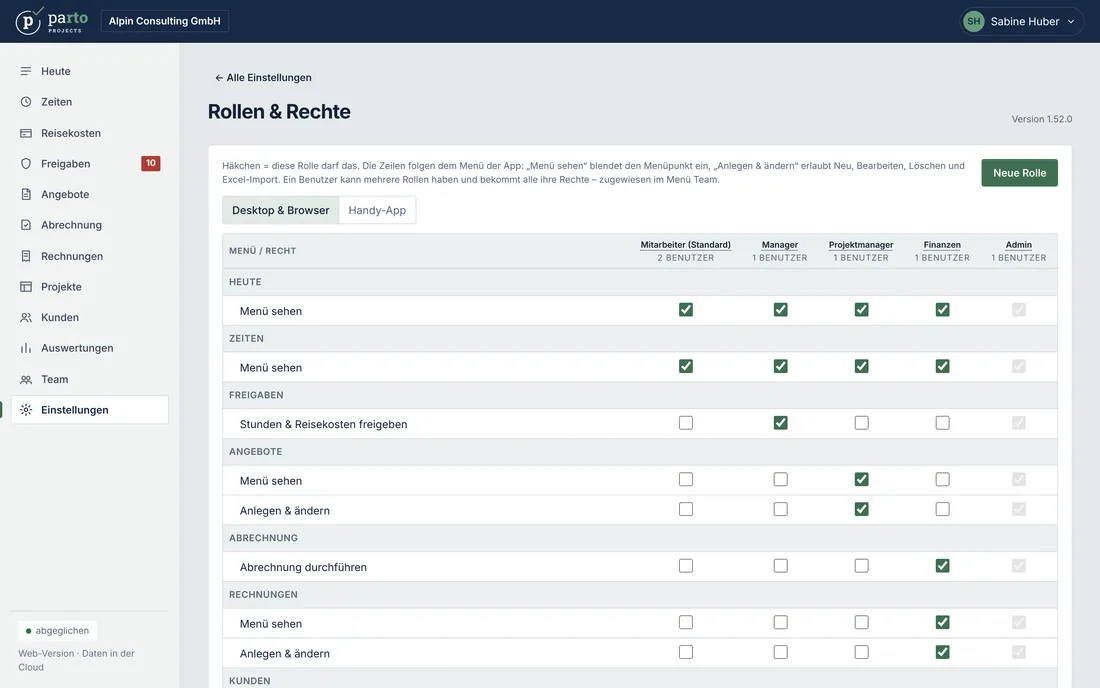 parto
PROJECTS
Alpin Consulting GmbH
SH Sabine Huber
Heute
Zeiten
Reisekosten
Freigaben 10
Angebote
Abrechnung
Rechnungen
Projekte
Kunden
Auswertungen
Team
Einstellungen
abgeglichen
Web-Version · Daten in der
Cloud
← Alle Einstellungen
Rollen & Rechte
Version 1.52.0
Häkchen = diese Rolle darf das. Die Zeilen folgen dem Menü der App: „Menü sehen“ blendet den Menüpunkt ein, „Anlegen & ändern“ erlaubt Neu, Bearbeiten, Löschen und
Excel-Import. Ein Benutzer kann mehrere Rollen haben und bekommt alle ihre Rechte – zugewiesen im Menü Team.
Neue Rolle
Desktop & Browser Handy-App
MENÜ / RECHT Mitarbeiter (Standard) Manager Projektmanager Finanzen Admin
2 BENUTZER 1 BENUTZER 1 BENUTZER 1 BENUTZER 1 BENUTZER
HEUTE
Menü sehen
ZEITEN
Menü sehen
FREIGABEN
Stunden & Reisekosten freigeben
ANGEBOTE
Menü sehen
Anlegen & ändern
ABRECHNUNG
Abrechnung durchführen
RECHNUNGEN
Menü sehen
Anlegen & ändern
KUNDEN